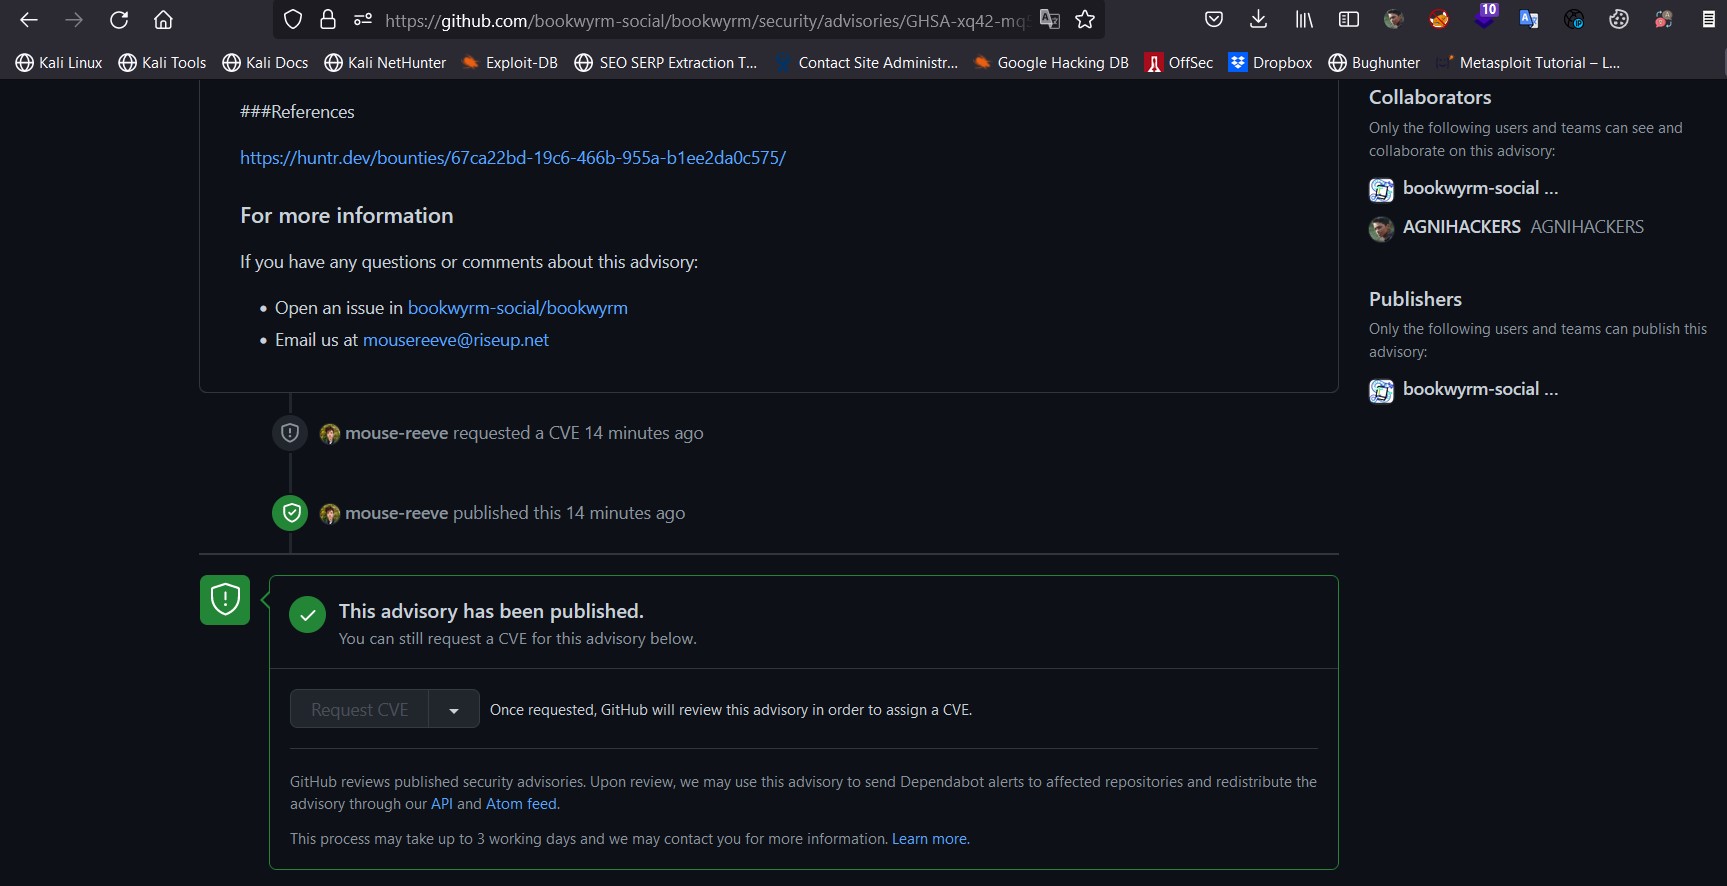 https://github.com/bookwyrm-social/bookwyrm/security/advisories/GHSA-xq42-mq
10
Kali Linux Kali Tools Kali Docs Kali NetHunter Exploit-DB SEO SERP Extraction T... Contact Site Administr... Google Hacking DB OffSec Dropbox Bughunter Metasploit Tutorial – L...
###References
https://huntr.dev/bounties/67ca22bd-19c6-466b-955a-b1ee2da0c575/
For more information
If you have any questions or comments about this advisory:
Open an issue in bookwyrm-social/bookwyrm
Email us at mousereeve@riseup.net
mouse-reeve requested a CVE 14 minutes ago
mouse-reeve published this 14 minutes ago
This advisory has been published.
You can still request a CVE for this advisory below.
Request CVE Once requested, GitHub will review this advisory in order to assign a CVE.
GitHub reviews published security advisories. Upon review, we may use this advisory to send Dependabot alerts to affected repositories and redistribute the
advisory through our API and Atom feed.
This process may take up to 3 working days and we may contact you for more information. Learn more.
Collaborators
Only the following users and teams can see and
collaborate on this advisory:
bookwyrm-social ...
AGNIHACKERS AGNIHACKERS
Publishers
Only the following users and teams can publish this
advisory:
bookwyrm-social ...